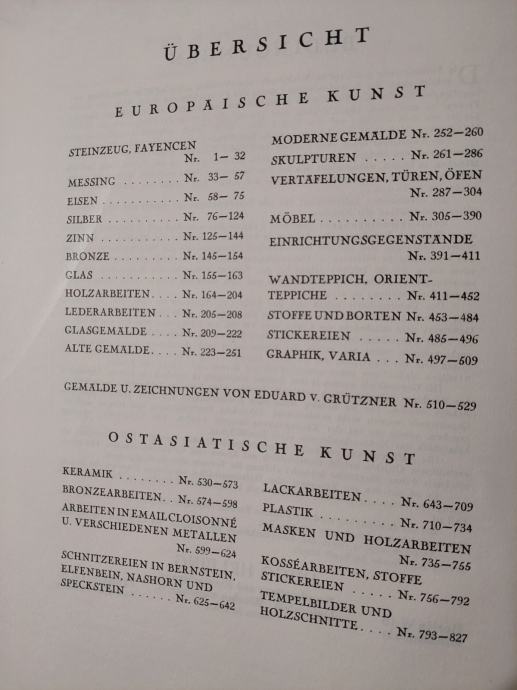 ÜBERSICHT
EUROPÄISCHE KUNST
STEINZEUG, FAYENCEN
Nr. 1— 32
MESSING ........ Nr. 33— 57
EISEN ........... Nr. 58— 75
SILBER .......... Nr. 76—124
ZINN ........... Nr. 125—144
BRONZE ........ Nr. 145—154
GLAS ........... Nr. 155—163
HOLZARBEITEN .... Nr. 164—204
LEDERARBEITEN ... Nr. 205—208
GLASGEMÄLDE ... Nr. 209—222
ALTE GEMÄLDE .... Nr. 223—251
MODERNE GEMÄLDE Nr. 252—260
SKULPTUREN ..... Nr. 261—286
VERTÄFELUNGEN, TÜREN, ÖFEN
Nr. 287—304
MÖBEL .......... Nr. 305—390
EINRICHTUNGSGEGENSTÄNDE
Nr. 391—411
WANDTEPPICH, ORIENT-
TEPPICHE ........ Nr. 411—452
STOFFE UND BORTEN Nr. 453—484
STICKEREIEN ..... Nr. 485—496
GRAPHIK, VARIA ... Nr. 497—509
GEMÄLDE U. ZEICHNUNGEN VON EDUARD V. GRÜTZNER Nr. 510—529
OSTASIATISCHE KUNST
KERAMIK ........ Nr. 530—573
BRONZEARBEITEN .. Nr. 574—598
ARBEITEN IN EMAIL CLOISONNÉ
U. VERSCHIEDENEN METALLEN
Nr. 599—624
SCHNITZEREIEN IN BERNSTEIN,
ELFENBEIN, NASHORN UND
SPECKSTEIN ...... Nr. 625—642
LACKARBEITEN .... Nr. 643—709
PLASTIK ......... Nr. 710—734
MASKEN UND HOLZARBEITEN
Nr. 735—755
KOSSÉARBEITEN, STOFFE
STICKEREIEN ..... Nr. 756—792
TEMPELBILDER UND
HOLZSCHNITTE .... Nr. 793—827